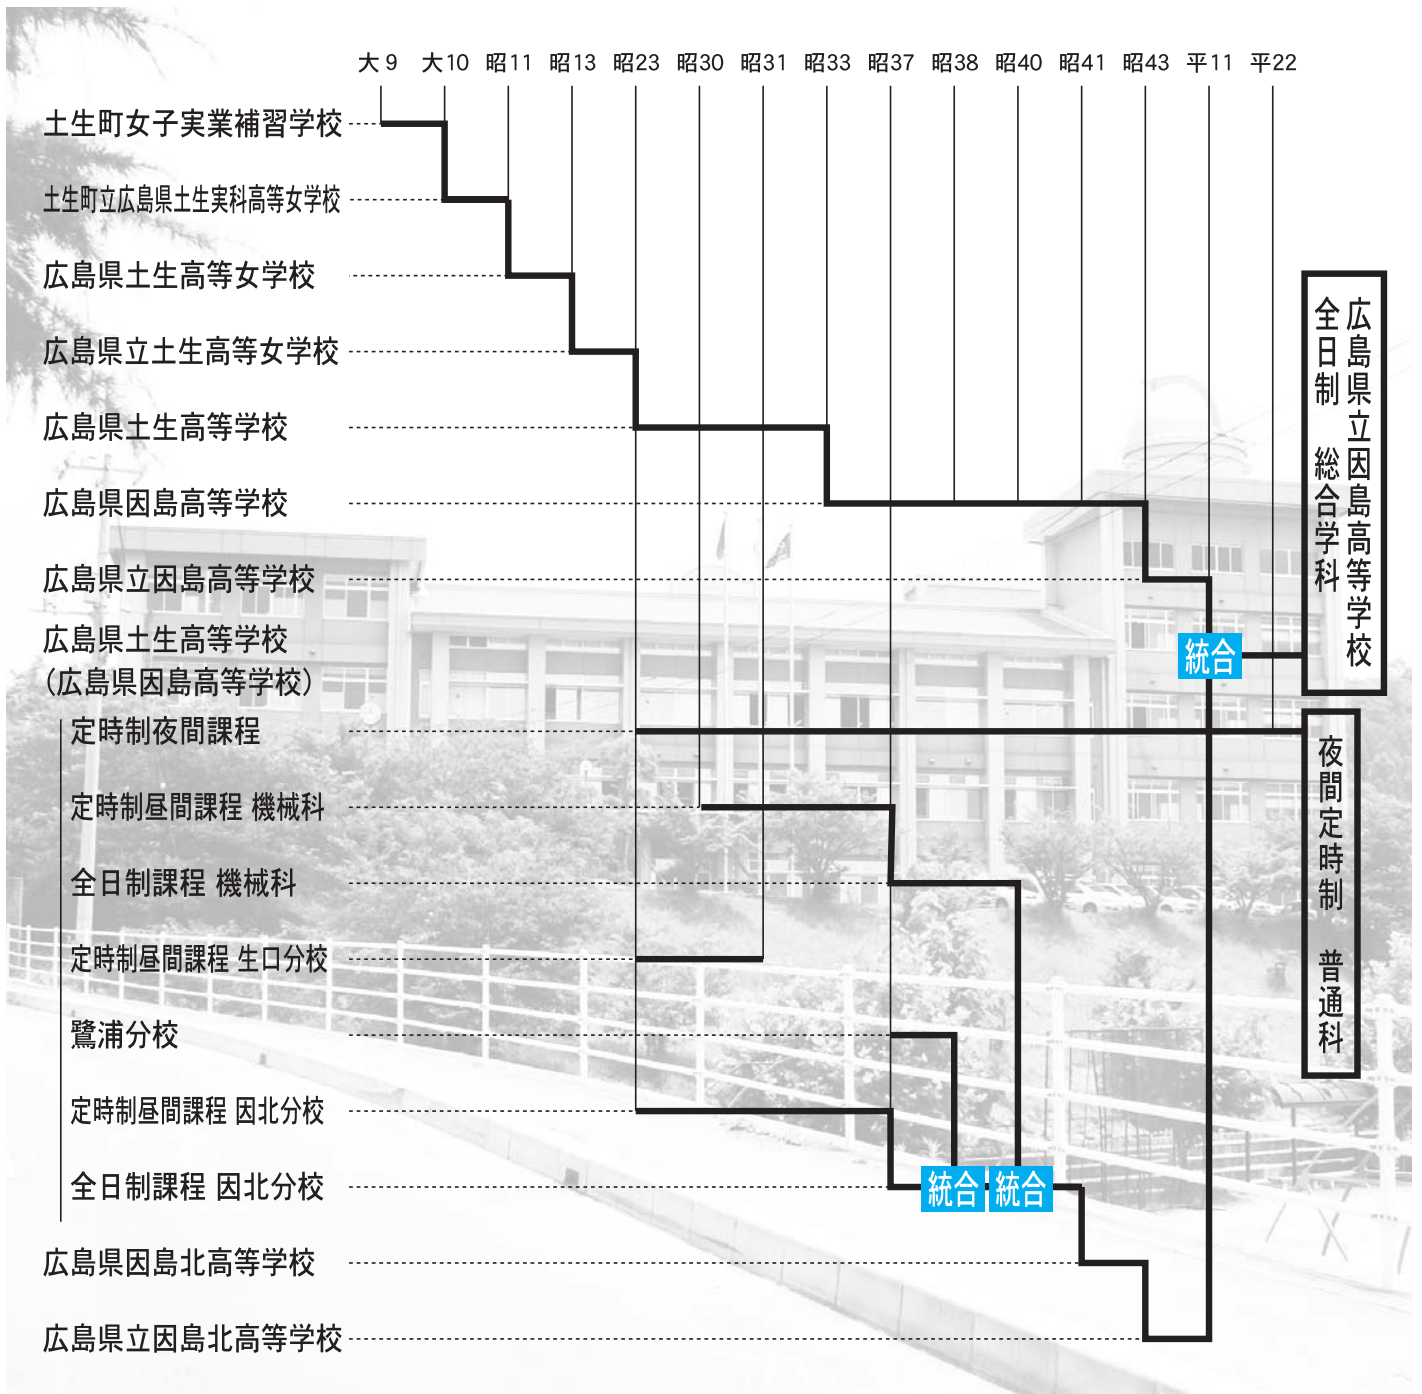 大9 大10 昭11 昭13 昭23 昭30 昭31 昭33 昭37 昭38 昭40 昭41 昭43 平11 平22
土生町女子実業補習学校
土生町立広島県土生実科高等女学校
広島県土生高等女学校
広島県立土生高等女学校
広島県土生高等学校
広島県因島高等学校
広島県立因島高等学校
広島県土生高等学校
（広島県因島高等学校）
定時制夜間課程
定時制昼間課程 機械科
全日制課程 機械科
定時制昼間課程 生口分校
鷺浦分校
定時制昼間課程 因北分校
全日制課程 因北分校
広島県因島北高等学校
広島県立因島北高等学校
統合
統合
統合
広島県立因島高等学校
全日制 総合学科
夜間定時制 普通科